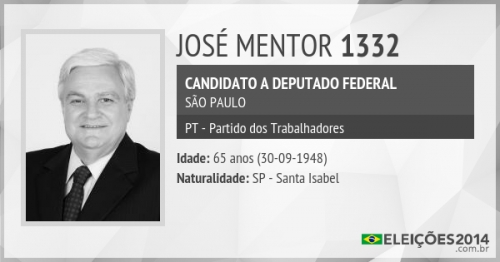 JOSÉ MENTOR 1332
CANDIDATO A DEPUTADO FEDERAL
SÃO PAULO
PT - Partido dos Trabalhadores
Idade: 65 anos (30-09-1948)
Naturalidade: SP - Santa Isabel
ELEIÇÕES2014
.com.br